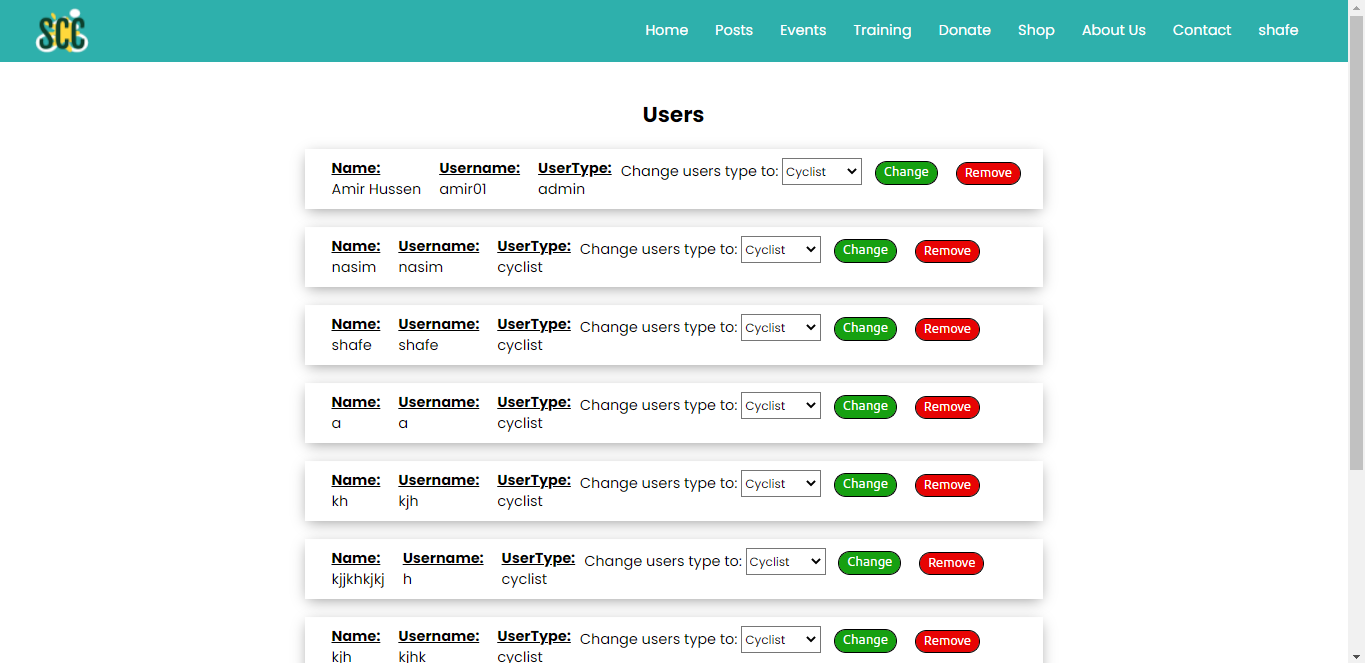 SCC
Home Posts Events Training Donate Shop About Us Contact shafe
Users
Name: Username: UserType: Change users type to: Cyclist Change Remove
Amir Hussen amir01 admin
Name: Username: UserType: Change users type to: Cyclist Change Remove
nasim nasim cyclist
Name: Username: UserType: Change users type to: Cyclist Change Remove
shafe shafe cyclist
Name: Username: UserType: Change users type to: Cyclist Change Remove
a a cyclist
Name: Username: UserType: Change users type to: Cyclist Change Remove
kh kjh cyclist
Name: Username: UserType: Change users type to: Cyclist Change Remove
kjjkhkjkj h cyclist
Name: Username: UserType: Change users type to: Cyclist Change Remove
kjh kjhk cyclist